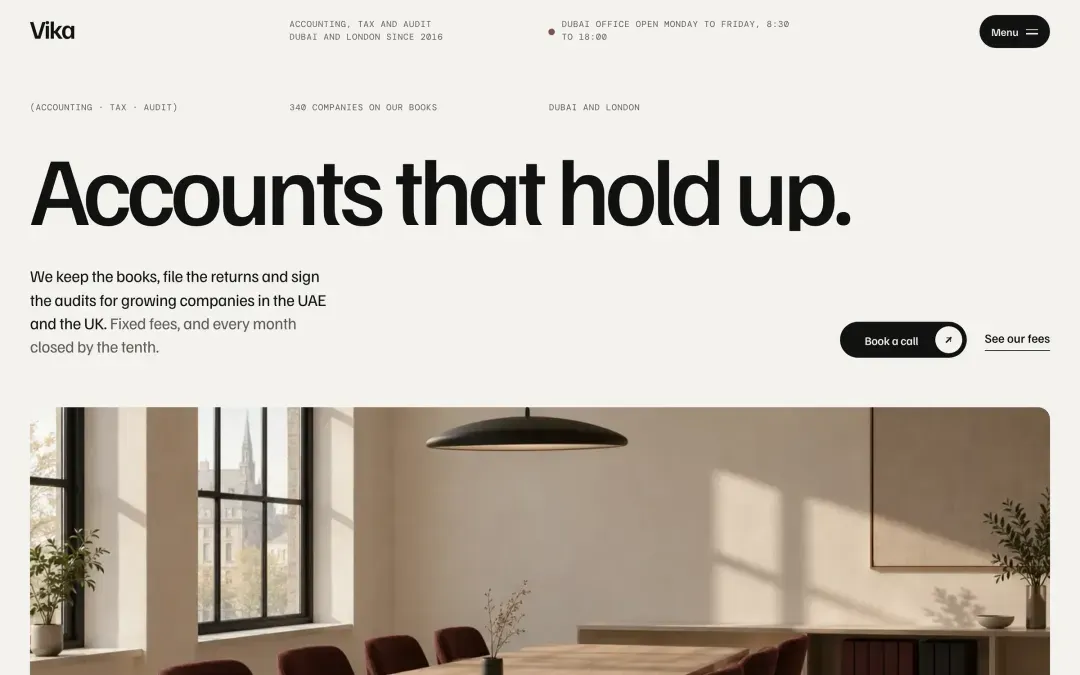 Vika
ACCOUNTING, TAX AND AUDIT
DUBAI AND LONDON SINCE 2016
DUBAI OFFICE OPEN MONDAY TO FRIDAY, 8:30
TO 18:00
Menu
(ACCOUNTING · TAX · AUDIT)
340 COMPANIES ON OUR BOOKS
DUBAI AND LONDON
Accounts that hold up.
We keep the books, file the returns and sign
the audits for growing companies in the UAE
and the UK. Fixed fees, and every month
closed by the tenth.
Book a call
See our fees